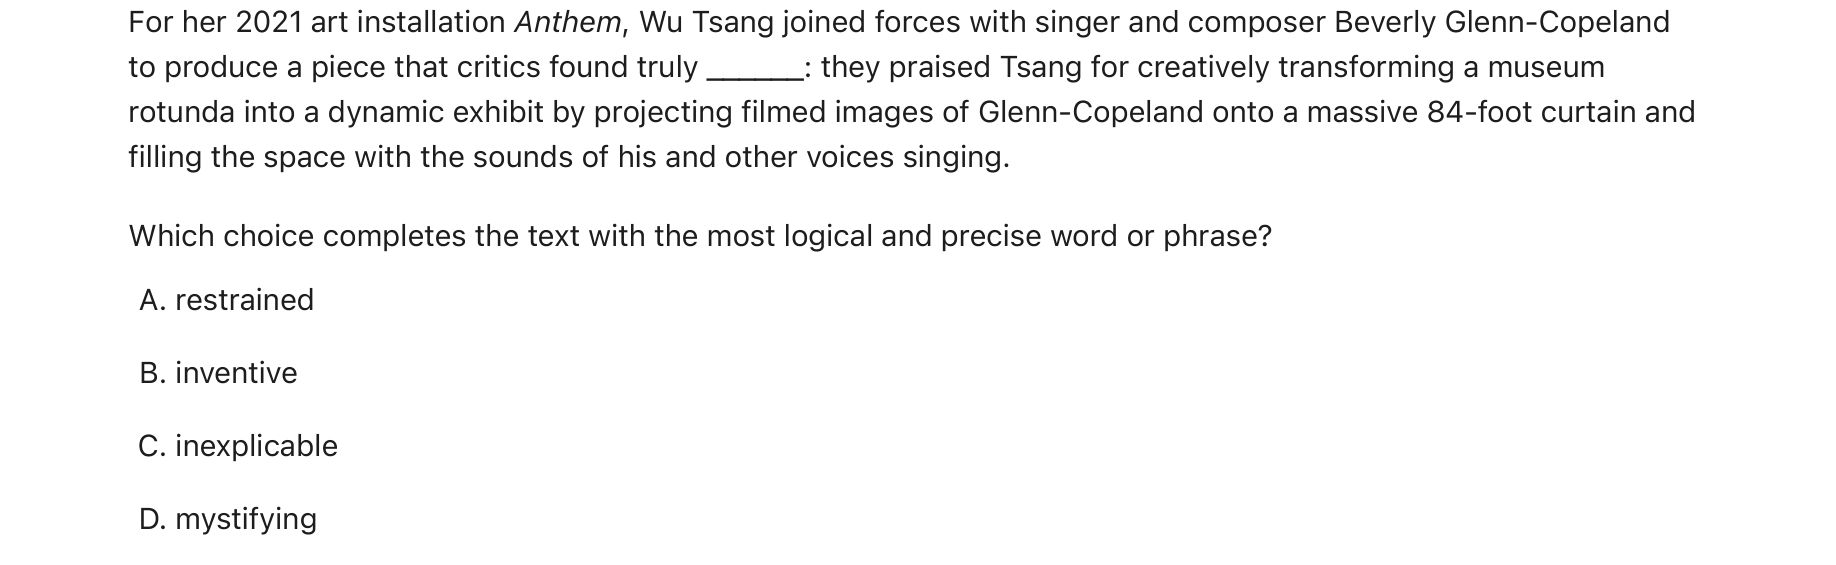 For her 2021 art installation Anthem, Wu Tsang joined forces with singer and composer Beverly Glenn-Copeland
to produce a piece that critics found truly ______: they praised Tsang for creatively transforming a museum
rotunda into a dynamic exhibit by projecting filmed images of Glenn-Copeland onto a massive 84-foot curtain and
filling the space with the sounds of his and other voices singing.
Which choice completes the text with the most logical and precise word or phrase?
A. restrained
B. inventive
C. inexplicable
D. mystifying